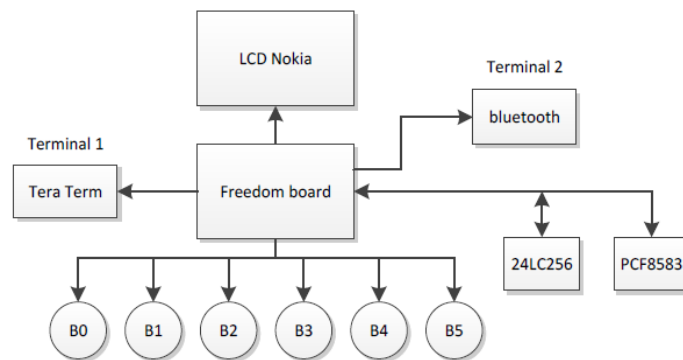 LCD Nokia
Terminal 2
bluetooth
Terminal 1
Tera Term
Freedom board
24LC256
PCF8583
B0
B1
B2
B3
B4
B5